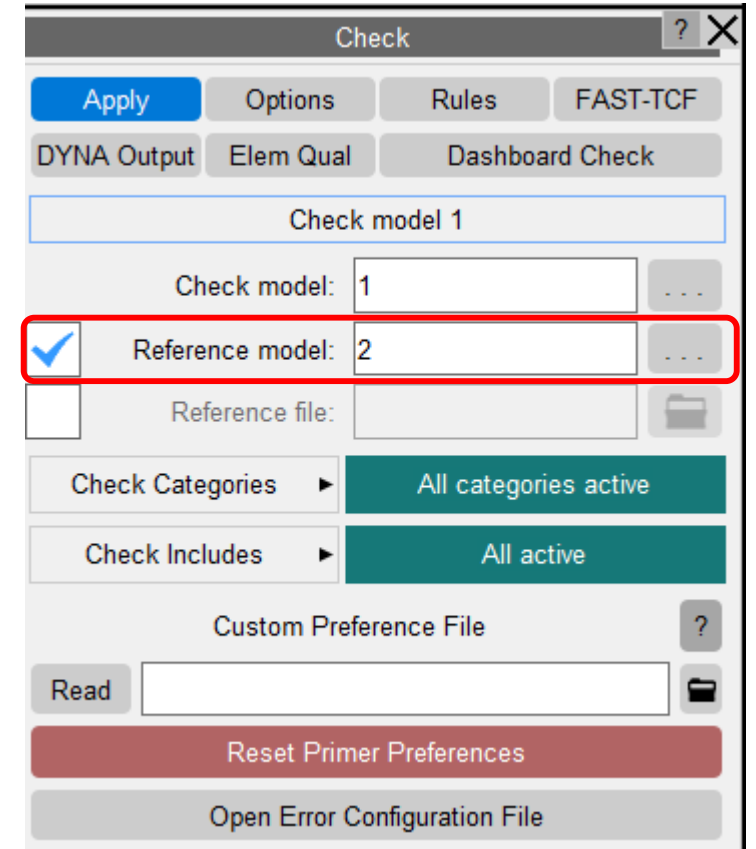 Check ?
Apply Options Rules FAST-TCF
DYNA Output Elem Qual Dashboard Check
Check model 1
Check model: 1 ...
Reference model: 2 ...
Reference file:
Check Categories All categories active
Check Includes All active
Custom Preference File ?
Read
Reset Primer Preferences
Open Error Configuration File